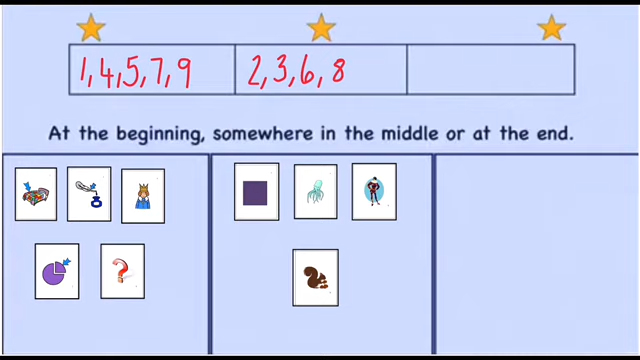 1,4,5,7,9 2,3,6,8
At the beginning, somewhere in the middle or at the end.
?